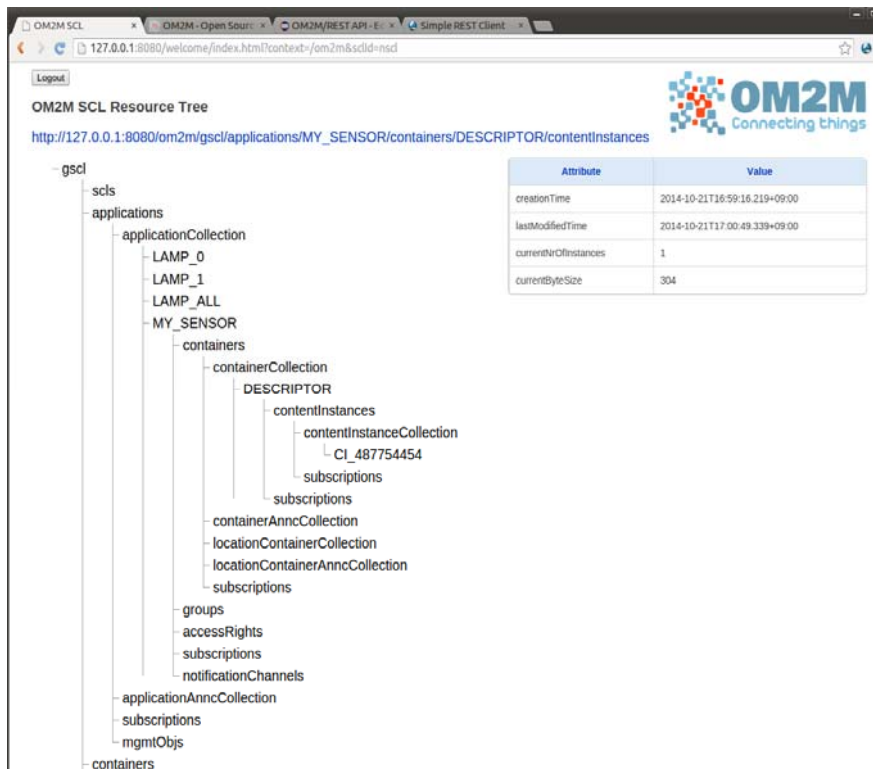 OM2M SCL
OM2M - Open Sourc
OM2M/REST API - Ec
Simple REST Client
127.0.0.1:8080/welcome/index.html?context=/om2m&sclId=nscl
Logout
OM2M SCL Resource Tree
OM2M
Connecting things
http://127.0.0.1:8080/om2m/gscl/applications/MY_SENSOR/containers/DESCRIPTOR/contentInstances
Attribute Value
creationTime 2014-10-21T16:59:16.219+09:00
lastModifiedTime 2014-10-21T17:00:49.339+09:00
currentNrOfInstances 1
currentByteSize 304
gscl
scls
applications
applicationCollection
LAMP_0
LAMP_1
LAMP_ALL
MY_SENSOR
containers
containerCollection
DESCRIPTOR
contentInstances
contentInstanceCollection
CI_487754454
subscriptions
subscriptions
containerAnncCollection
locationContainerCollection
locationContainerAnncCollection
subscriptions
groups
accessRights
subscriptions
notificationChannels
applicationAnncCollection
subscriptions
mgmtObjs
containers